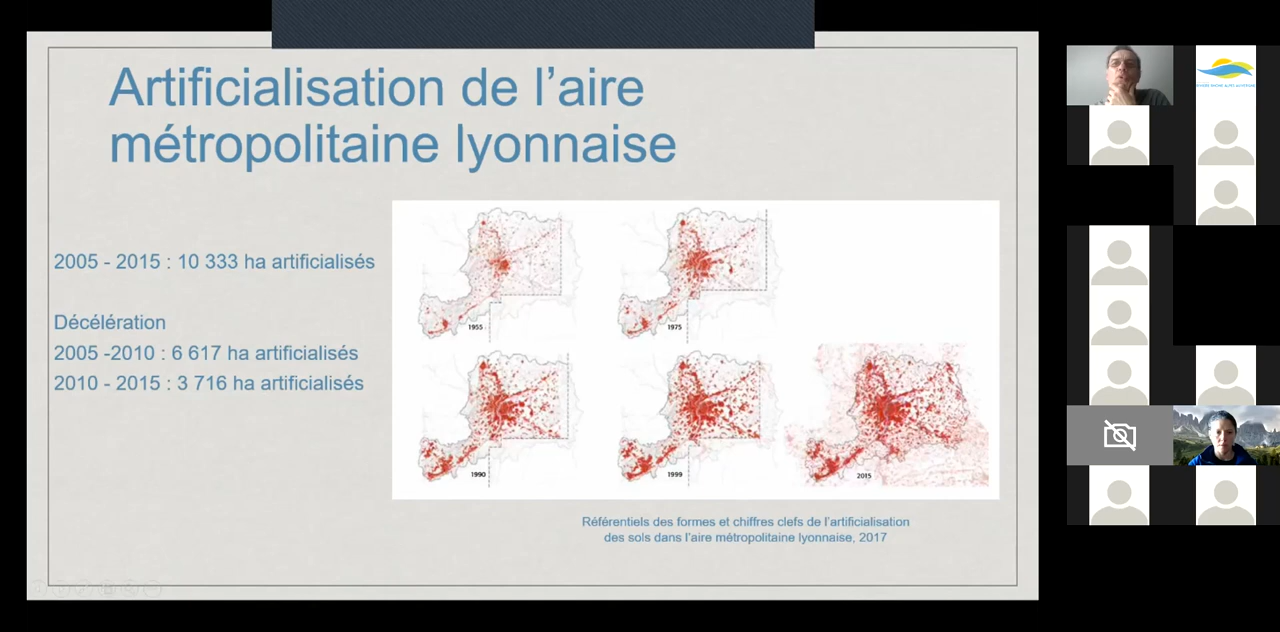 Artificialisation de l’aire
métropolitaine lyonnaise
2005 - 2015 : 10 333 ha artificialisés
Décélération
2005 -2010 : 6 617 ha artificialisés
2010 - 2015 : 3 716 ha artificialisés
1955
1975
1990
1999
2015
Référentiels des formes et chiffres clefs de l’artificialisation
des sols dans l’aire métropolitaine lyonnaise, 2017